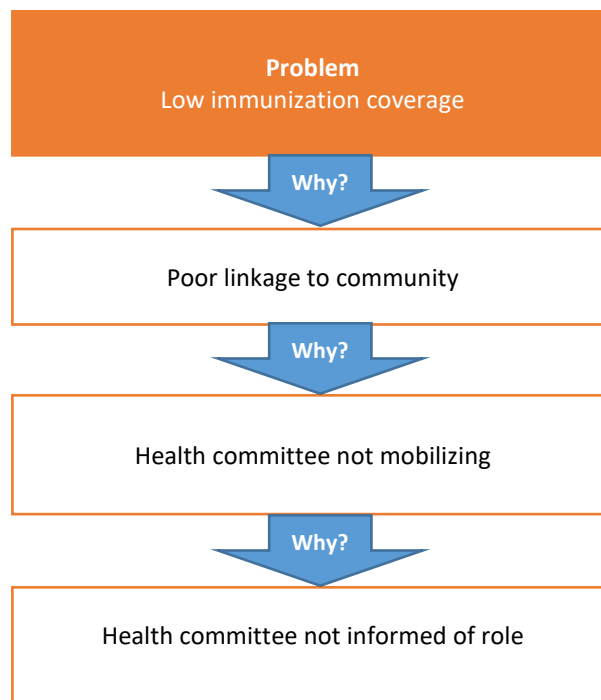 Problem
Low immunization coverage
Why?
Poor linkage to community
Why?
Health committee not mobilizing
Why?
Health committee not informed of role